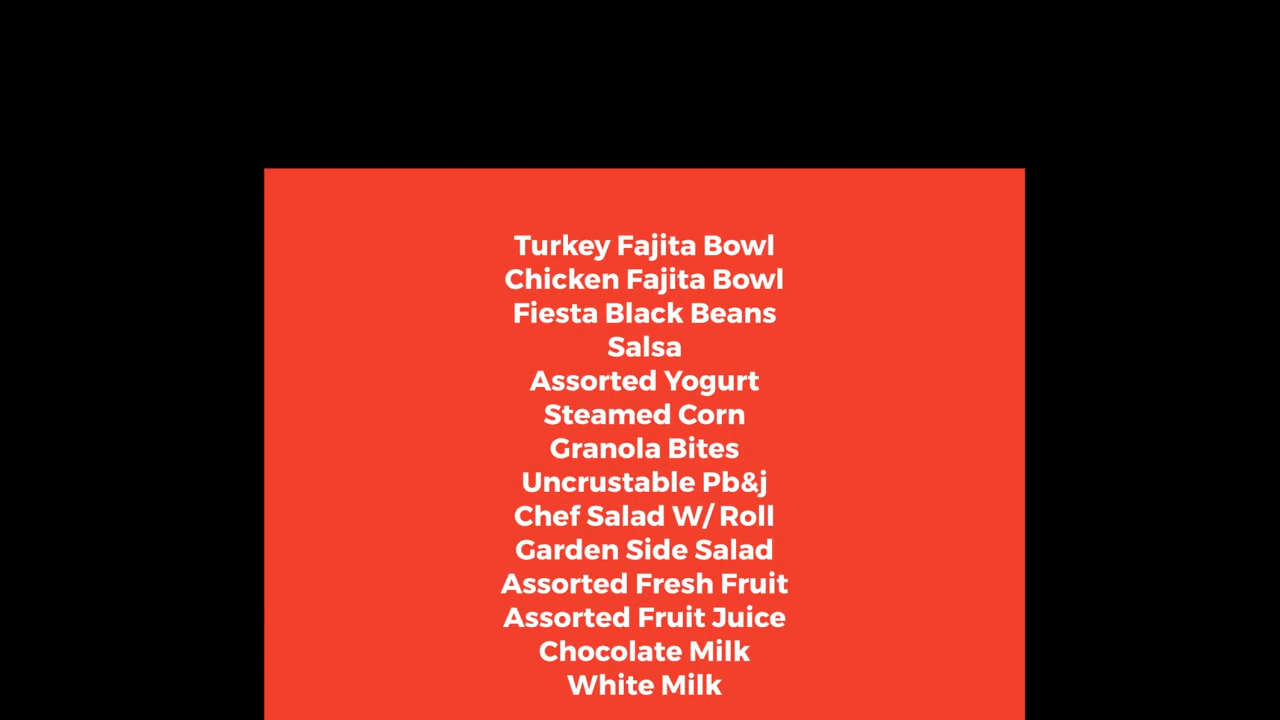 Turkey Fajita Bowl
Chicken Fajita Bowl
Fiesta Black Beans
Salsa
Assorted Yogurt
Steamed Corn
Granola Bites
Uncrustable Pb&j
Chef Salad W/ Roll
Garden Side Salad
Assorted Fresh Fruit
Assorted Fruit Juice
Chocolate Milk
White Milk